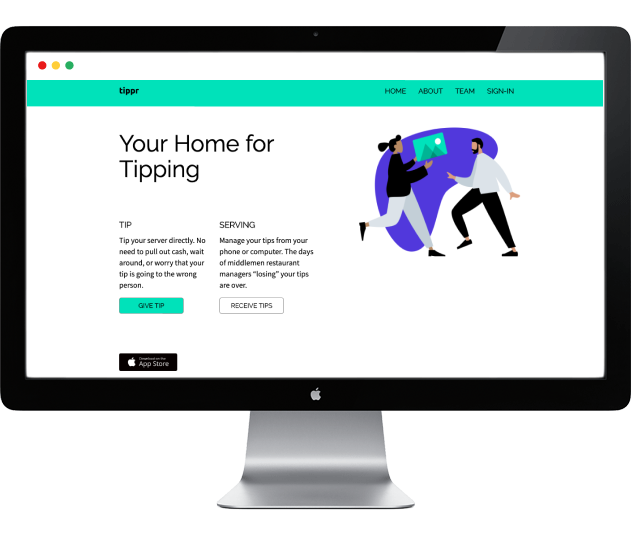 tippr
HOME ABOUT TEAM SIGN-IN
Your Home for
Tipping
TIP
Tip your server directly. No
need to pull out cash, wait
around, or worry that your
tip is going to the wrong
person.
GIVE TIP
SERVING
Manage your tips from your
phone or computer. The days
of middlemen restaurant
managers “losing” your tips
are over.
RECEIVE TIPS
Download on the
App Store